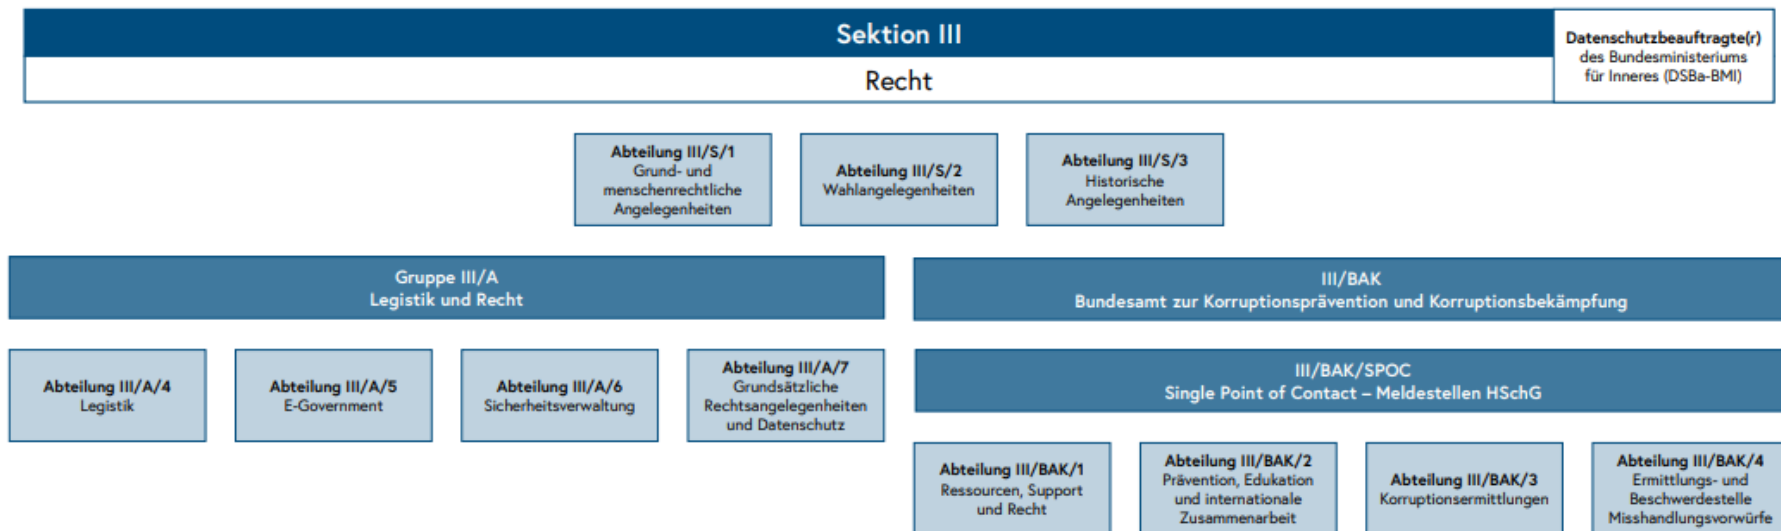 Sektion III
Recht
Datenschutzbeauftragte(r)
des Bundesministeriums
für Inneres (DSBa-BMI)
Abteilung III/S/1
Grund- und
menschenrechtliche
Angelegenheiten
Abteilung III/S/2
Wahlangelegenheiten
Abteilung III/S/3
Historische
Angelegenheiten
Gruppe III/A
Legistik und Recht
III/BAK
Bundesamt zur Korruptionsprävention und Korruptionsbekämpfung
Abteilung III/A/4
Legistik
Abteilung III/A/5
E-Government
Abteilung III/A/6
Sicherheitsverwaltung
Abteilung III/A/7
Grundsätzliche
Rechtsangelegenheiten
und Datenschutz
III/BAK/SPOC
Single Point of Contact – Meldestellen HSchG
Abteilung III/BAK/1
Ressourcen, Support
und Recht
Abteilung III/BAK/2
Prävention, Edukation
und internationale
Zusammenarbeit
Abteilung III/BAK/3
Korruptionsermittlungen
Abteilung III/BAK/4
Ermittlungs- und
Beschwerdestelle
Misshandlungsvorwürfe